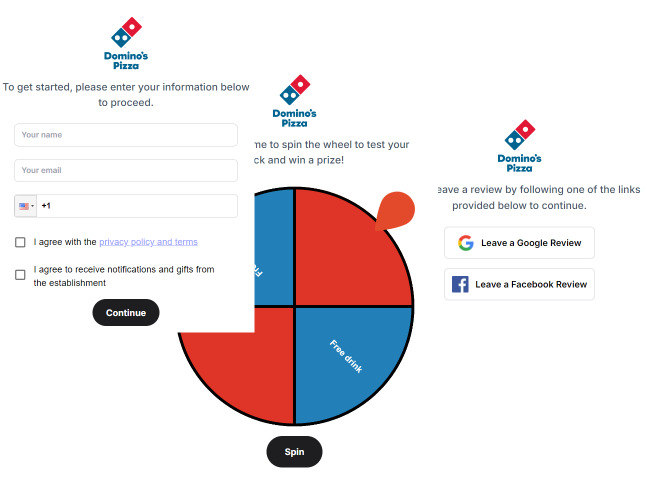 Domino's
Pizza
To get started, please enter your information below
to proceed.
Your name
Your email
+1
I agree with the privacy policy and terms
I agree to receive notifications and gifts from
the establishment
Continue
Domino's
Pizza
me to spin the wheel to test your
ck and win a prize!
Fre
Free drink
Spin
Domino's
Pizza
eave a review by following one of the links
provided below to continue.
Leave a Google Review
Leave a Facebook Review